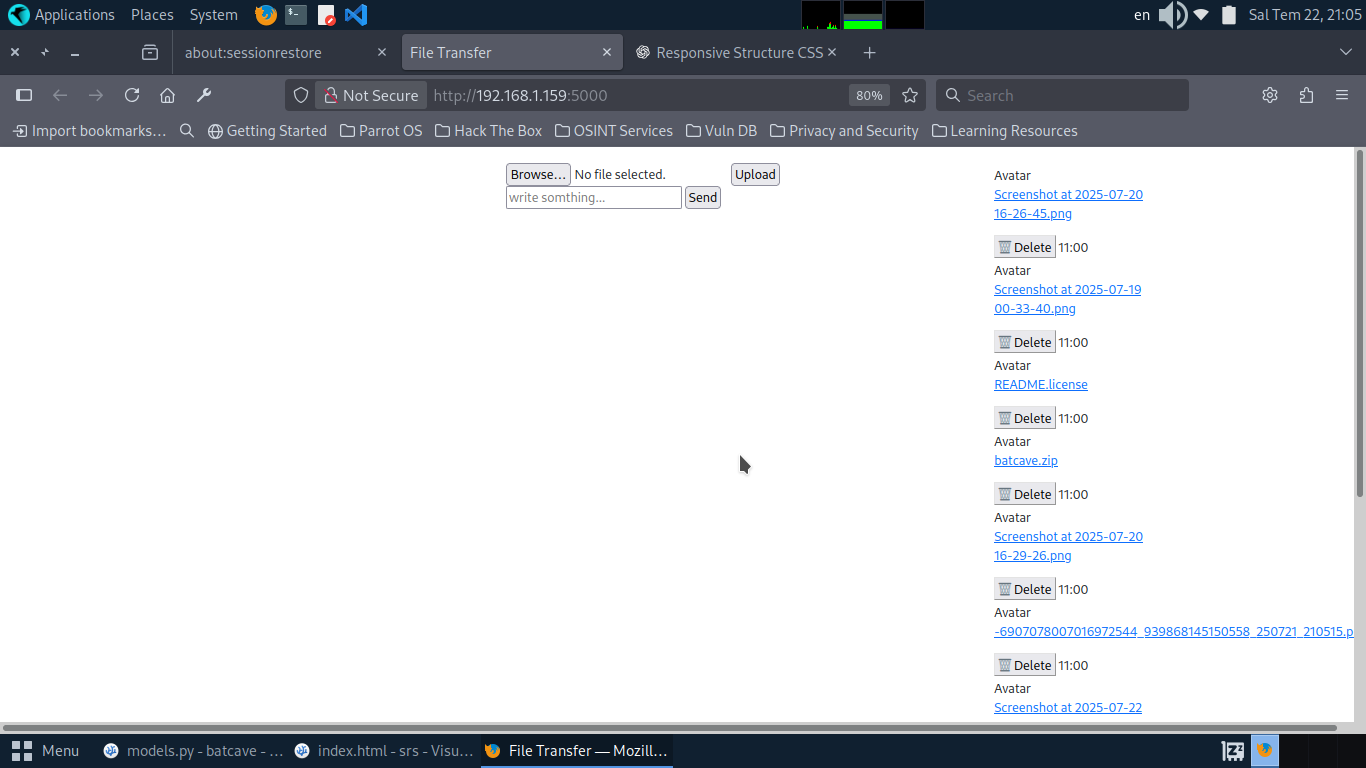 Applications Places System en Sal Tem 22, 21:05
about:sessionrestore File Transfer Responsive Structure CSS
Not Secure http://192.168.1.159:5000 80% Search
Import bookmarks... Getting Started Parrot OS Hack The Box OSINT Services Vuln DB Privacy and Security Learning Resources
Browse... No file selected. Upload
write somthing... Send
Avatar
Screenshot at 2025-07-20
16-26-45.png
Delete 11:00
Avatar
Screenshot at 2025-07-19
00-33-40.png
Delete 11:00
Avatar
README.license
Delete 11:00
Avatar
batcave.zip
Delete 11:00
Avatar
Screenshot at 2025-07-20
16-29-26.png
Delete 11:00
Avatar
-6907078007016972544_939868145150558_250721_210515.p
Delete 11:00
Avatar
Screenshot at 2025-07-22
Menu models.py - batcave - ... index.html - srs - Visu... File Transfer — Mozill...